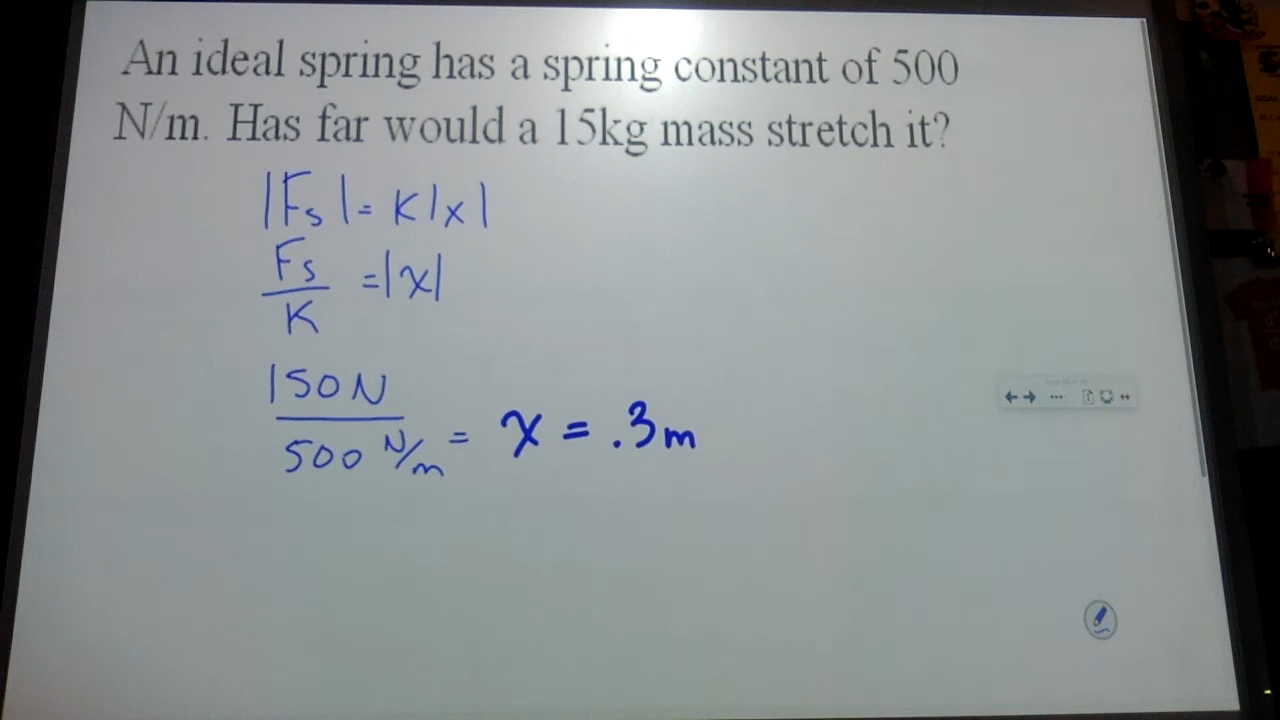 An ideal spring has a spring constant of 500
N/m. Has far would a 15kg mass stretch it?
|Fs| = K|x|
Fs/K = |x|
150N / 500 N/m = x = .3m